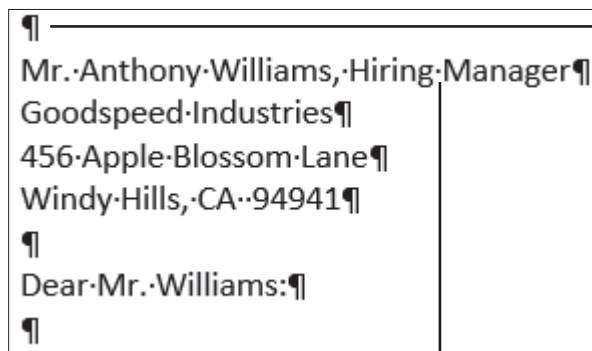 ¶
Mr.·Anthony·Williams,·Hiring·Manager¶
Goodspeed·Industries¶
456·Apple·Blossom·Lane¶
Windy·Hills,·CA··94941¶
¶
Dear·Mr.·Williams:¶
¶